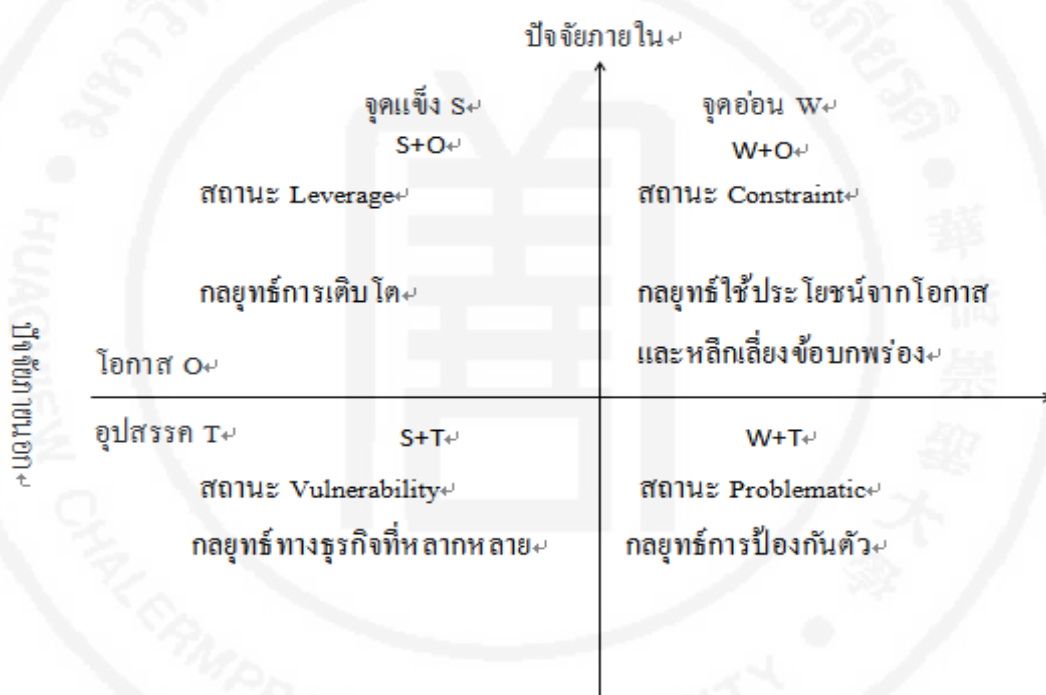 ปัจจัยภายใน
จุดแข็ง S
จุดอ่อน W
S+O
W+O
สถานะ Leverage
สถานะ Constraint
กลยุทธ์การเติบโต
กลยุทธ์ใช้ประโยชน์จากโอกาส
และหลีกเลี่ยงข้อบกพร่อง
ปัจจัยภายนอก
โอกาส O
อุปสรรค T
S+T
W+T
สถานะ Vulnerability
สถานะ Problematic
กลยุทธ์ทางธุรกิจที่หลากหลาย
กลยุทธ์การป้องกันตัว